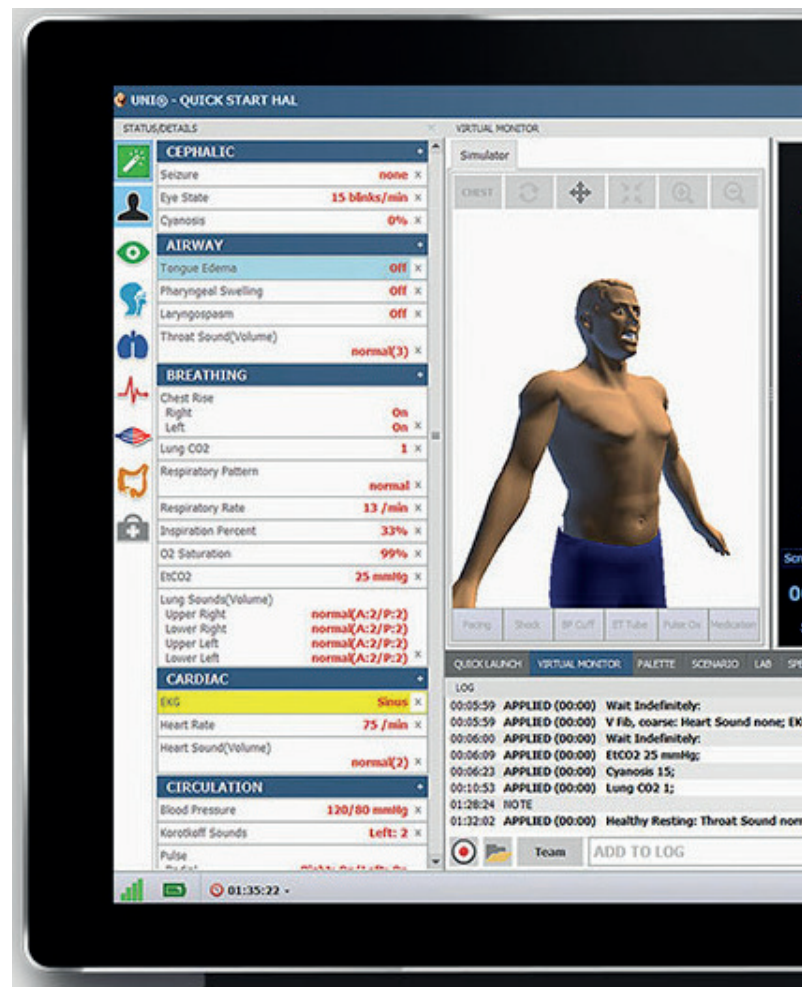 UNI® - QUICK START HAL
STATUS/DETAILS
CEPHALIC
Seizure none
Eye State 15 blinks/min
Cyanosis 0%
AIRWAY
Tongue Edema Off
Pharyngeal Swelling Off
Laryngospasm Off
Throat Sound(Volume)
normal(3)
BREATHING
Chest Rise
Right On
Left On
Lung CO2 1
Respiratory Pattern
normal
Respiratory Rate 13 /min
Inspiration Percent 33%
O2 Saturation 99%
EtCO2 25 mmHg
Lung Sounds(Volume)
Upper Right normal(A:2/P:2)
Lower Right normal(A:2/P:2)
Upper Left normal(A:2/P:2)
Lower Left normal(A:2/P:2)
CARDIAC
EKG Sinus
Heart Rate 75 /min
Heart Sound(Volume)
normal(2)
CIRCULATION
Blood Pressure 120/80 mmHg
Korotkoff Sounds Left: 2
Pulse
01:35:22
VIRTUAL MONITOR
Simulator
CHEST
Pacing Shock BP Cuff ET Tube Pulse Ox Medication
QUICK LAUNCH VIRTUAL MONITOR PALETTE SCENARIO LAB SPE
LOG
00:05:59 APPLIED (00:00) Wait Indefinitely:
00:05:59 APPLIED (00:00) V Fib, coarse: Heart Sound none; EK
00:06:00 APPLIED (00:00) Wait Indefinitely:
00:06:09 APPLIED (00:00) EtCO2 25 mmHg;
00:06:23 APPLIED (00:00) Cyanosis 15;
00:10:53 APPLIED (00:00) Lung CO2 1;
01:28:24 NOTE
01:32:02 APPLIED (00:00) Healthy Resting: Throat Sound norm
Team ADD TO LOG